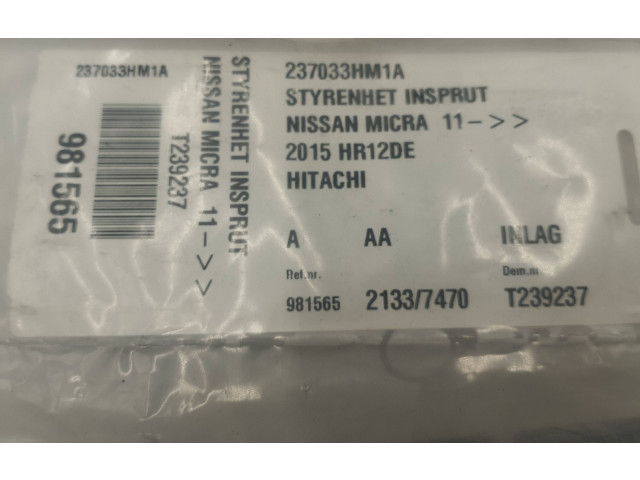 237033HM1A
981565
T239237
NISSAN MICRA 11->>
STYRENHET INSPRUT
237033HM1A
STYRENHET INSPRUT
NISSAN MICRA 11->>
2015 HR12DE
HITACHI
A AA INLAG
Ref.nr. Dem.nr.
981565 2133/7470 T239237